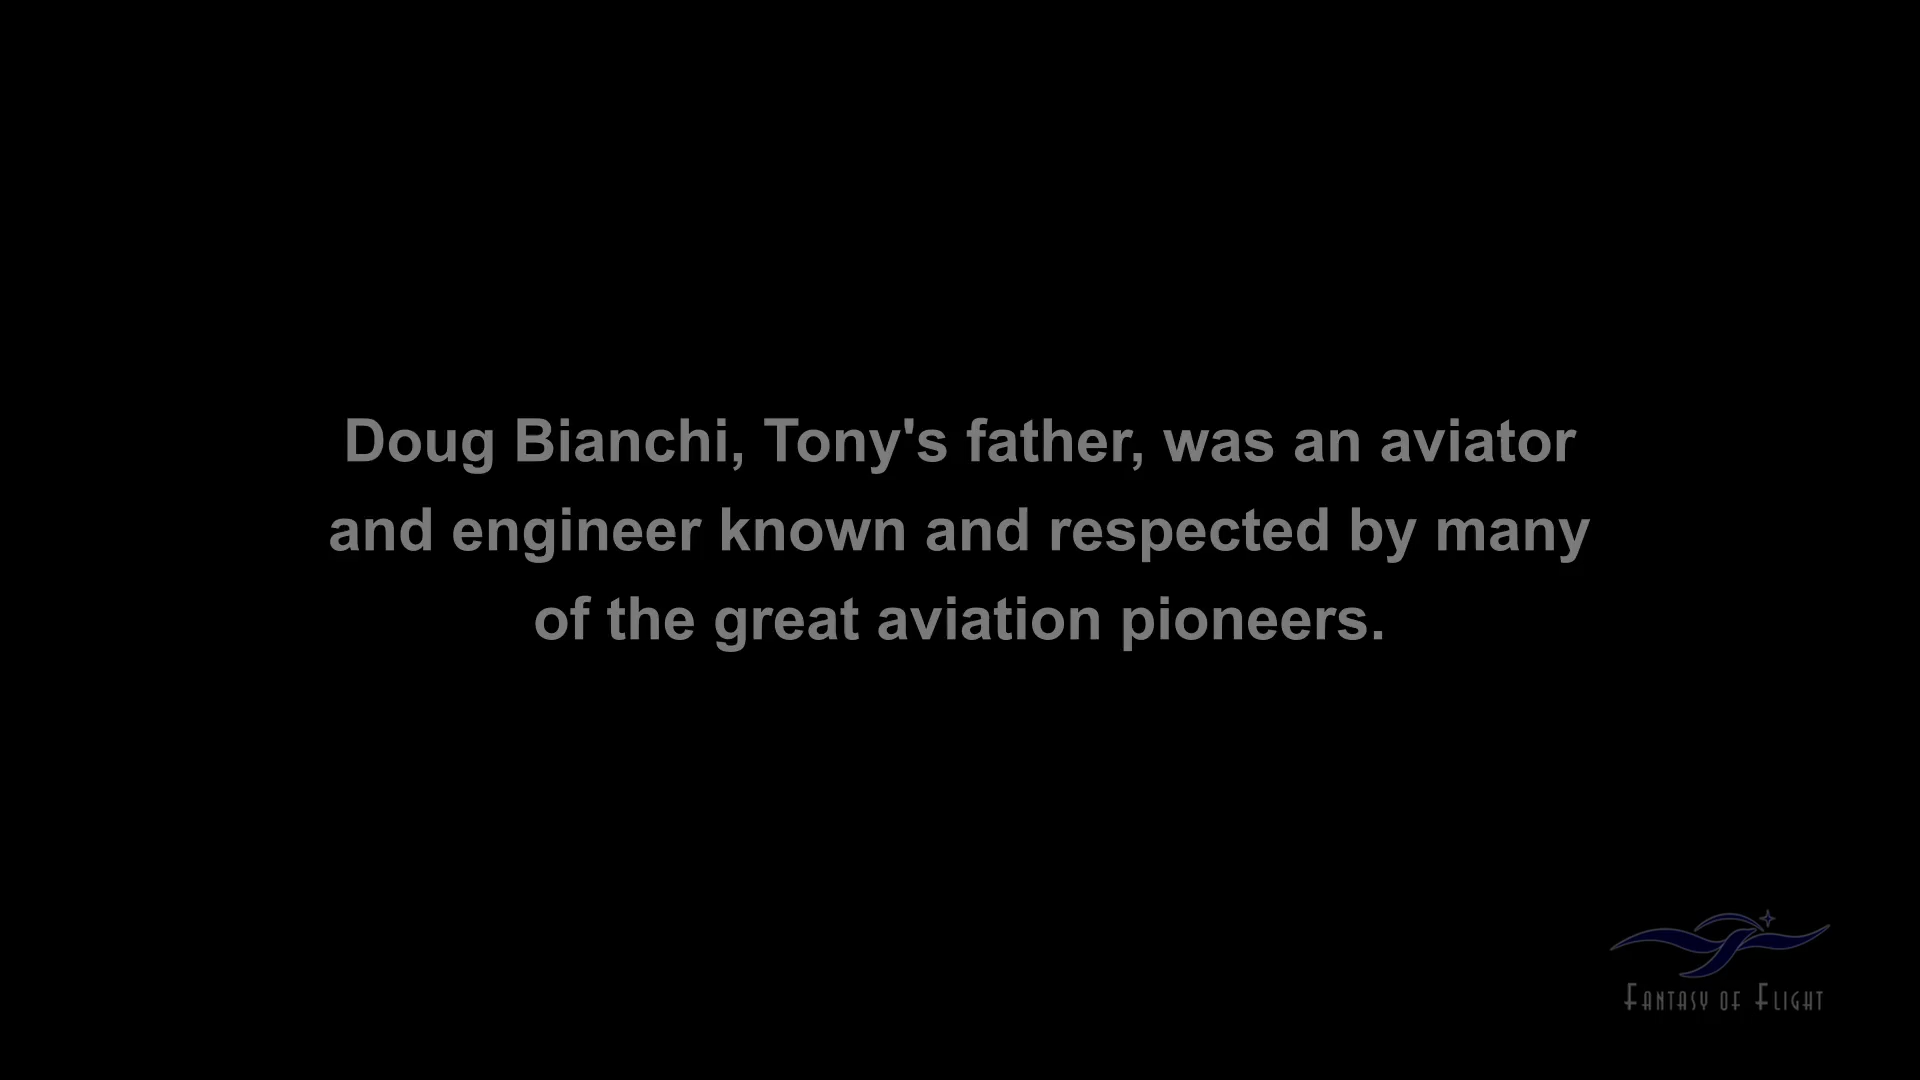 Doug Bianchi, Tony's father, was an aviator
and engineer known and respected by many
of the great aviation pioneers.
Fantasy of Flight